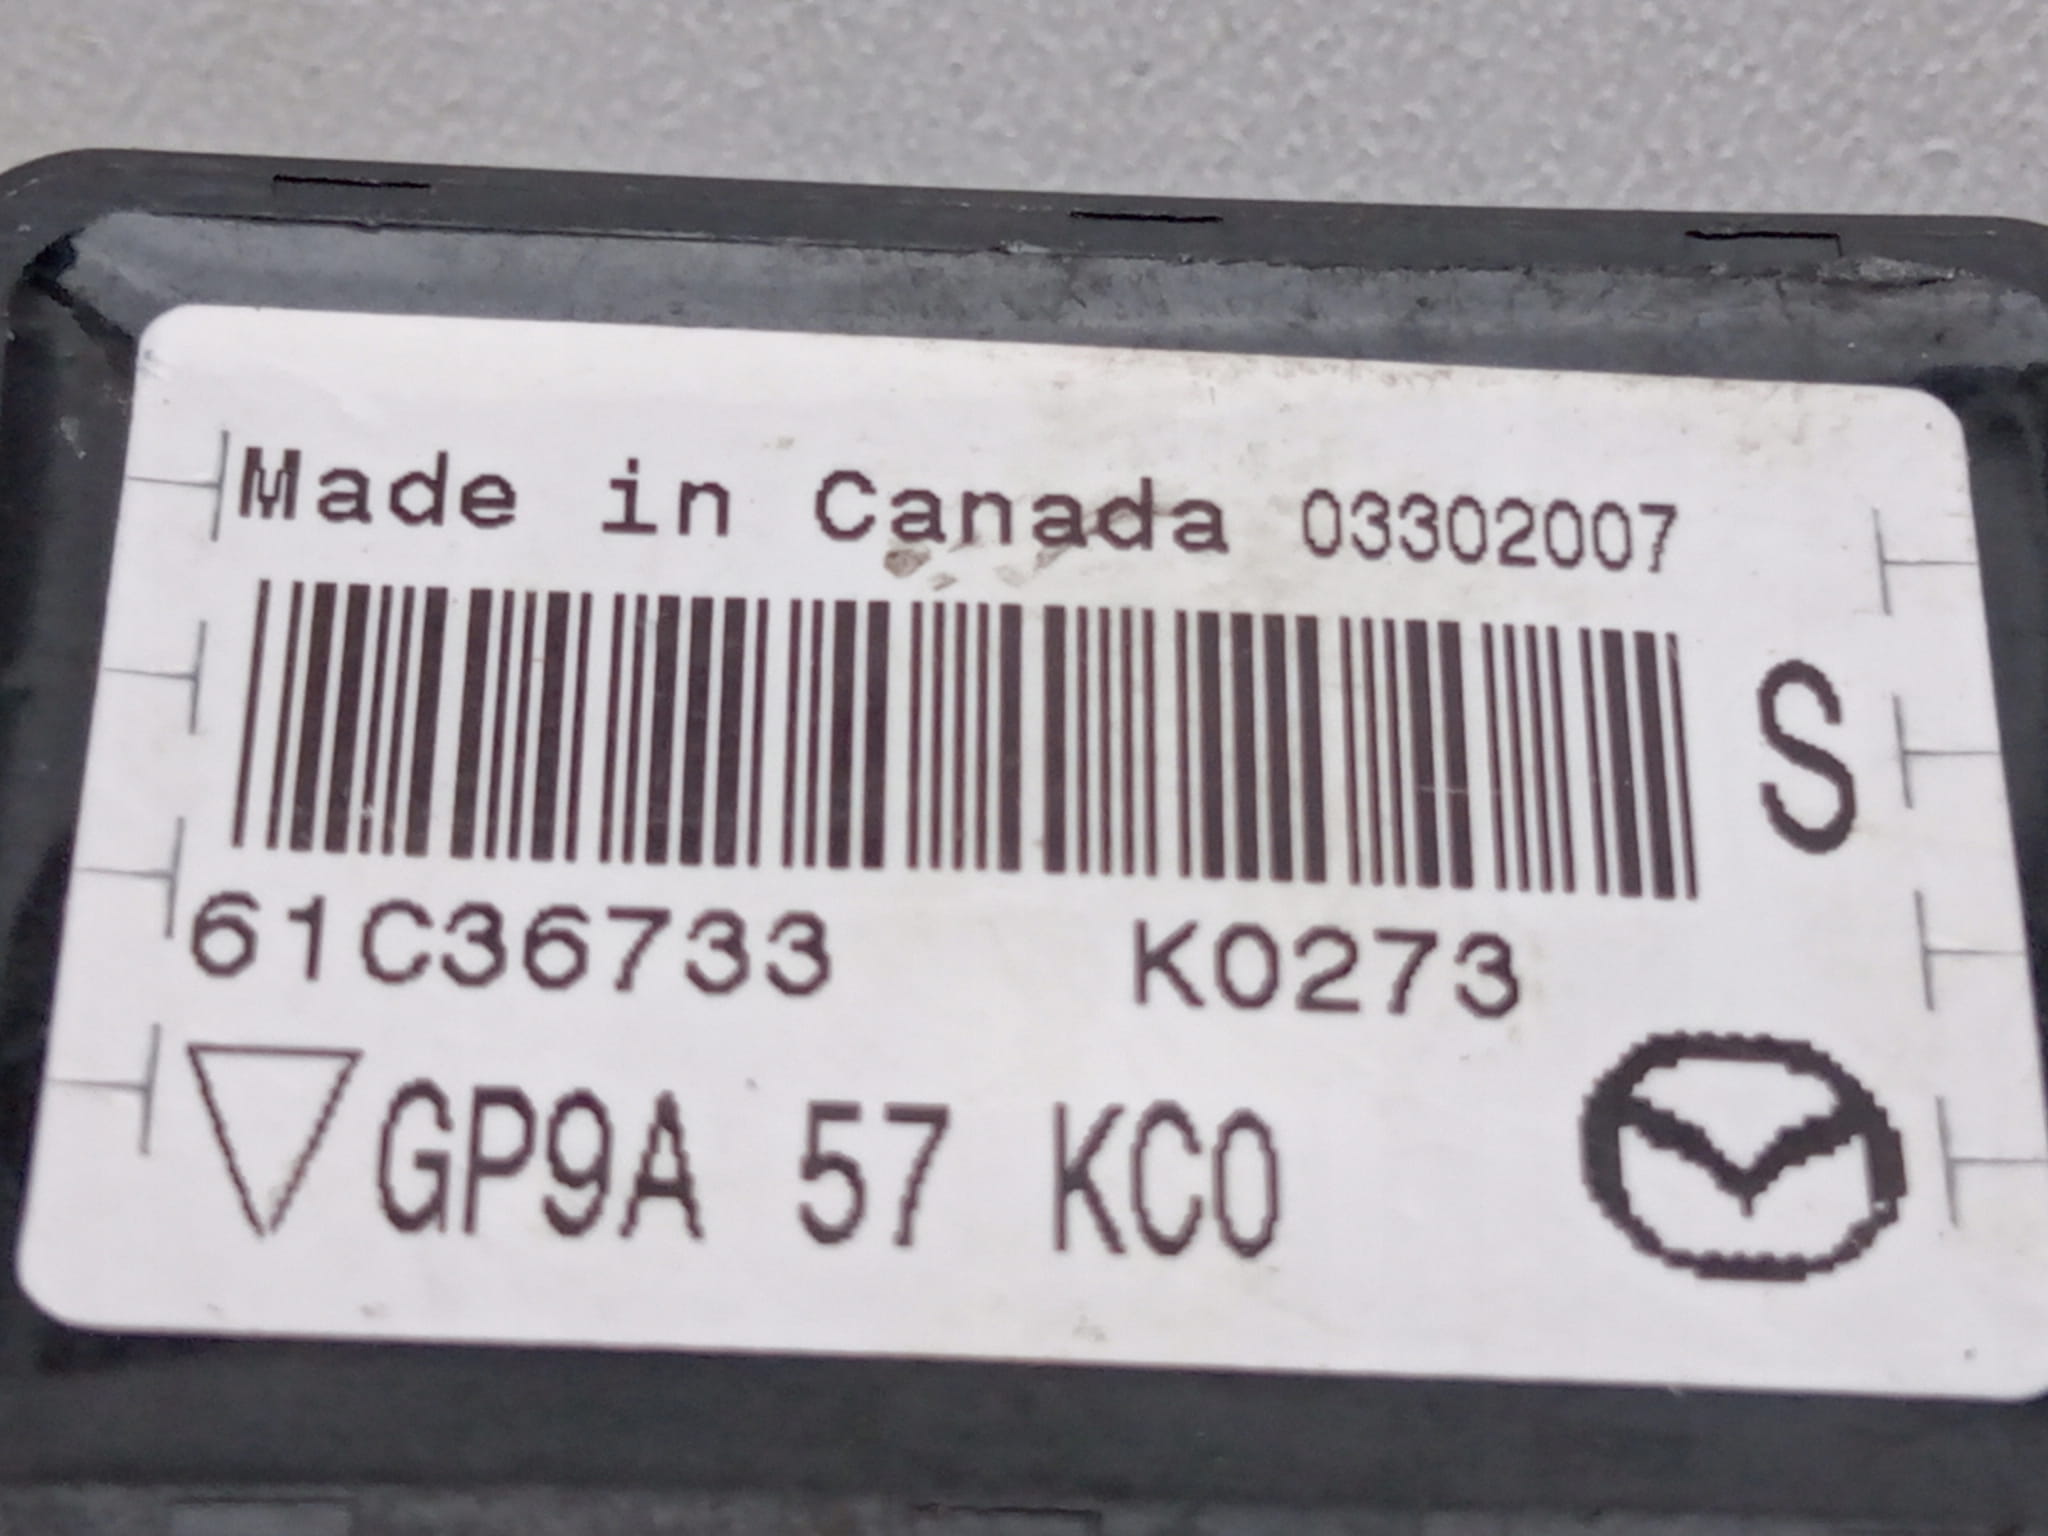 Made in Canada 03302007
S
61C36733 K0273
GP9A 57 KC0